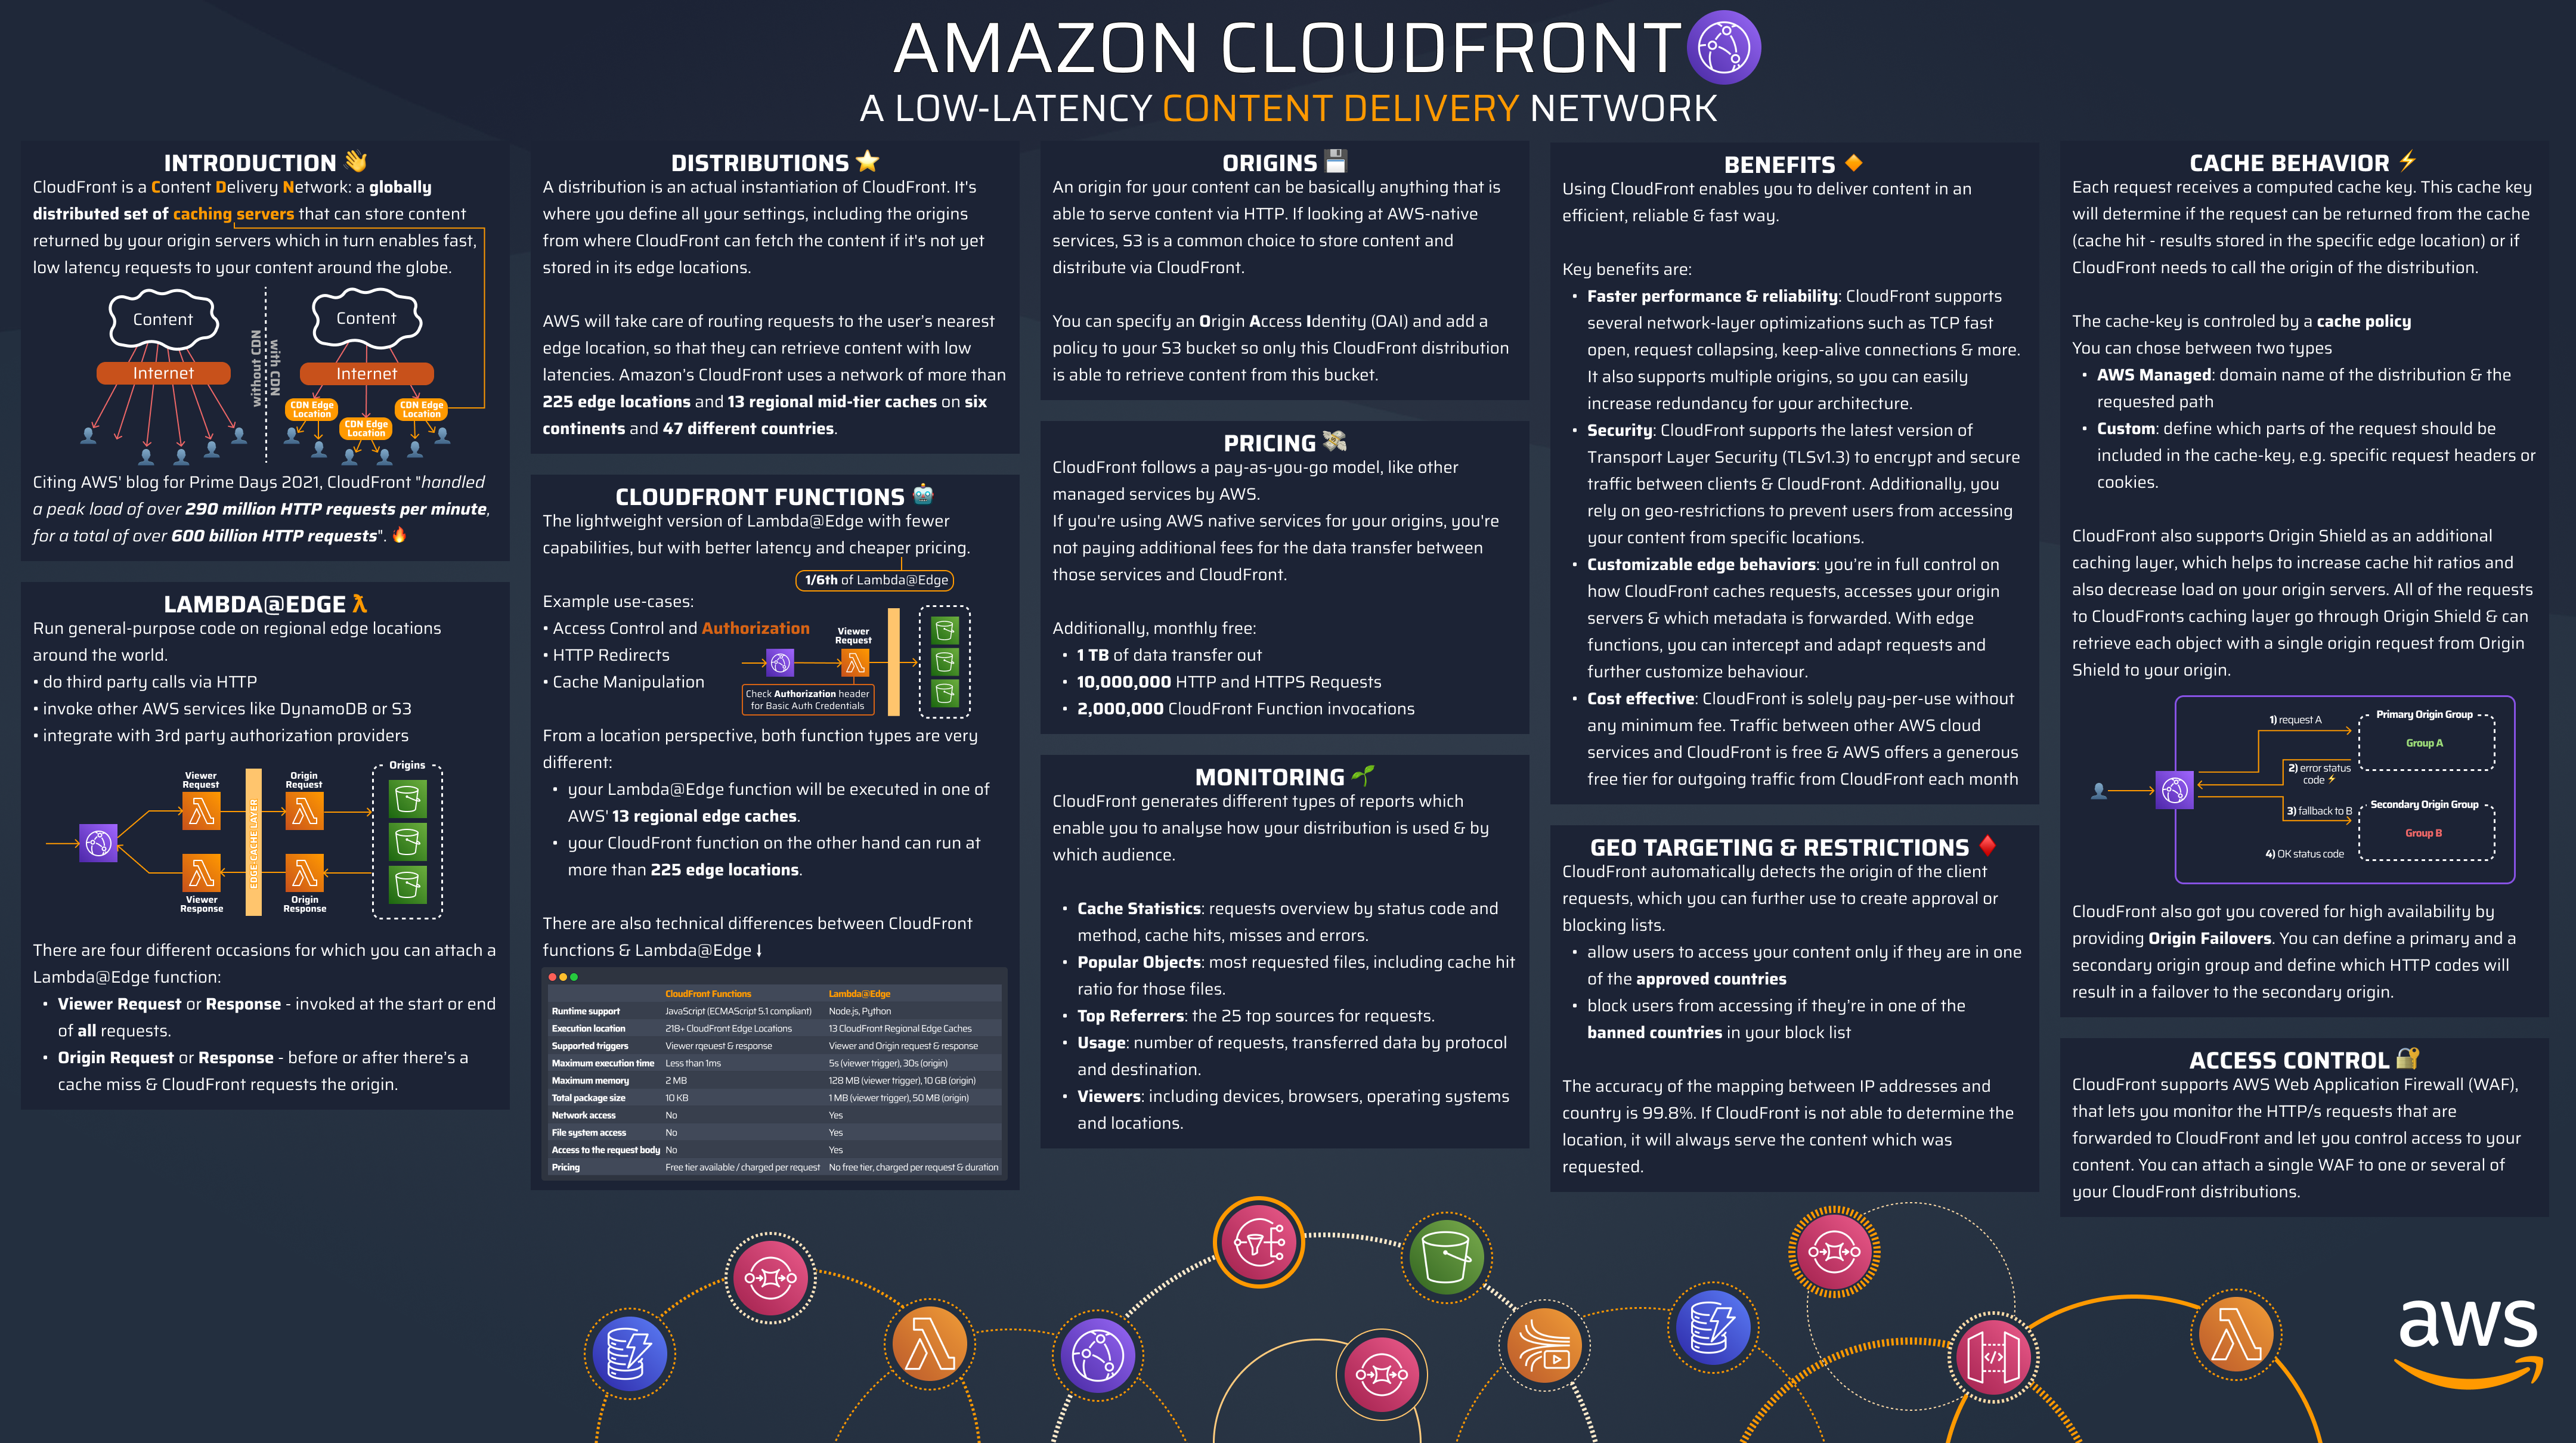 AMAZON CLOUDFRONT
A LOW-LATENCY CONTENT DELIVERY NETWORK
INTRODUCTION 👋
CloudFront is a Content Delivery Network: a globally
distributed set of caching servers that can store content
returned by your origin servers which in turn enables fast,
low latency requests to your content around the globe.
Content
Internet
without CDN
with CDN
Content
Internet
CDN Edge
Location
CDN Edge
Location
CDN Edge
Location
Citing AWS' blog for Prime Days 2021, CloudFront "handled
a peak load of over 290 million HTTP requests per minute,
for a total of over 600 billion HTTP requests". 🔥
LAMBDA@EDGE
Run general-purpose code on regional edge locations
around the world.
• do third party calls via HTTP
• invoke other AWS services like DynamoDB or S3
• integrate with 3rd party authorization providers
Viewer
Request
Origin
Request
Origins
EDGE-CACHE LAYER
Viewer
Response
Origin
Response
There are four different occasions for which you can attach a
Lambda@Edge function:
• Viewer Request or Response - invoked at the start or end
of all requests.
• Origin Request or Response - before or after there's a
cache miss & CloudFront requests the origin.
DISTRIBUTIONS ⭐
A distribution is an actual instantiation of CloudFront. It's
where you define all your settings, including the origins
from where CloudFront can fetch the content if it's not yet
stored in its edge locations.
AWS will take care of routing requests to the user's nearest
edge location, so that they can retrieve content with low
latencies. Amazon's CloudFront uses a network of more than
225 edge locations and 13 regional mid-tier caches on six
continents and 47 different countries.
CLOUDFRONT FUNCTIONS 🤖
The lightweight version of Lambda@Edge with fewer
capabilities, but with better latency and cheaper pricing.
1/6th of Lambda@Edge
Example use-cases:
• Access Control and Authorization
• HTTP Redirects
• Cache Manipulation
Viewer
Request
Check Authorization header
for Basic Auth Credentials
From a location perspective, both function types are very
different:
• your Lambda@Edge function will be executed in one of
AWS' 13 regional edge caches.
• your CloudFront function on the other hand can run at
more than 225 edge locations.
There are also technical differences between CloudFront
functions & Lambda@Edge ↓
CloudFront Functions Lambda@Edge
Runtime support JavaScript (ECMAScript 5.1 compliant) Node.js, Python
Execution location 218+ CloudFront Edge Locations 13 CloudFront Regional Edge Caches
Supported triggers Viewer rqeuest & response Viewer and Origin request & response
Maximum execution time Less than 1ms 5s (viewer trigger), 30s (origin)
Maximum memory 2 MB 128 MB (viewer trigger), 10 GB (origin)
Total package size 10 KB 1 MB (viewer trigger), 50 MB (origin)
Network access No Yes
File system access No Yes
Access to the request body No Yes
Pricing Free tier available / charged per request No free tier, charged per request & duration
ORIGINS 💾
An origin for your content can be basically anything that is
able to serve content via HTTP. If looking at AWS-native
services, S3 is a common choice to store content and
distribute via CloudFront.
You can specify an Origin Access Identity (OAI) and add a
policy to your S3 bucket so only this CloudFront distribution
is able to retrieve content from this bucket.
PRICING 💸
CloudFront follows a pay-as-you-go model, like other
managed services by AWS.
If you're using AWS native services for your origins, you're
not paying additional fees for the data transfer between
those services and CloudFront.
Additionally, monthly free:
• 1 TB of data transfer out
• 10,000,000 HTTP and HTTPS Requests
• 2,000,000 CloudFront Function invocations
MONITORING 🌱
CloudFront generates different types of reports which
enable you to analyse how your distribution is used & by
which audience.
• Cache Statistics: requests overview by status code and
method, cache hits, misses and errors.
• Popular Objects: most requested files, including cache hit
ratio for those files.
• Top Referrers: the 25 top sources for requests.
• Usage: number of requests, transferred data by protocol
and destination.
• Viewers: including devices, browsers, operating systems
and locations.
BENEFITS 🔶
Using CloudFront enables you to deliver content in an
efficient, reliable & fast way.
Key benefits are:
• Faster performance & reliability: CloudFront supports
several network-layer optimizations such as TCP fast
open, request collapsing, keep-alive connections & more.
It also supports multiple origins, so you can easily
increase redundancy for your architecture.
• Security: CloudFront supports the latest version of
Transport Layer Security (TLSv1.3) to encrypt and secure
traffic between clients & CloudFront. Additionally, you
rely on geo-restrictions to prevent users from accessing
your content from specific locations.
• Customizable edge behaviors: you're in full control on
how CloudFront caches requests, accesses your origin
servers & which metadata is forwarded. With edge
functions, you can intercept and adapt requests and
further customize behaviour.
• Cost effective: CloudFront is solely pay-per-use without
any minimum fee. Traffic between other AWS cloud
services and CloudFront is free & AWS offers a generous
free tier for outgoing traffic from CloudFront each month
GEO TARGETING & RESTRICTIONS ♦️
CloudFront automatically detects the origin of the client
requests, which you can further use to create approval or
blocking lists.
• allow users to access your content only if they are in one
of the approved countries
• block users from accessing if they're in one of the
banned countries in your block list
The accuracy of the mapping between IP addresses and
country is 99.8%. If CloudFront is not able to determine the
location, it will always serve the content which was
requested.
CACHE BEHAVIOR ⚡
Each request receives a computed cache key. This cache key
will determine if the request can be returned from the cache
(cache hit - results stored in the specific edge location) or if
CloudFront needs to call the origin of the distribution.
The cache-key is controled by a cache policy
You can chose between two types
• AWS Managed: domain name of the distribution & the
requested path
• Custom: define which parts of the request should be
included in the cache-key, e.g. specific request headers or
cookies.
CloudFront also supports Origin Shield as an additional
caching layer, which helps to increase cache hit ratios and
also decrease load on your origin servers. All of the requests
to CloudFronts caching layer go through Origin Shield & can
retrieve each object with a single origin request from Origin
Shield to your origin.
1) request A
Primary Origin Group
Group A
2) error status
code ⚡
Secondary Origin Group
3) fallback to B
Group B
4) OK status code
CloudFront also got you covered for high availability by
providing Origin Failovers. You can define a primary and a
secondary origin group and define which HTTP codes will
result in a failover to the secondary origin.
ACCESS CONTROL 🔐
CloudFront supports AWS Web Application Firewall (WAF),
that lets you monitor the HTTP/s requests that are
forwarded to CloudFront and let you control access to your
content. You can attach a single WAF to one or several of
your CloudFront distributions.
aws